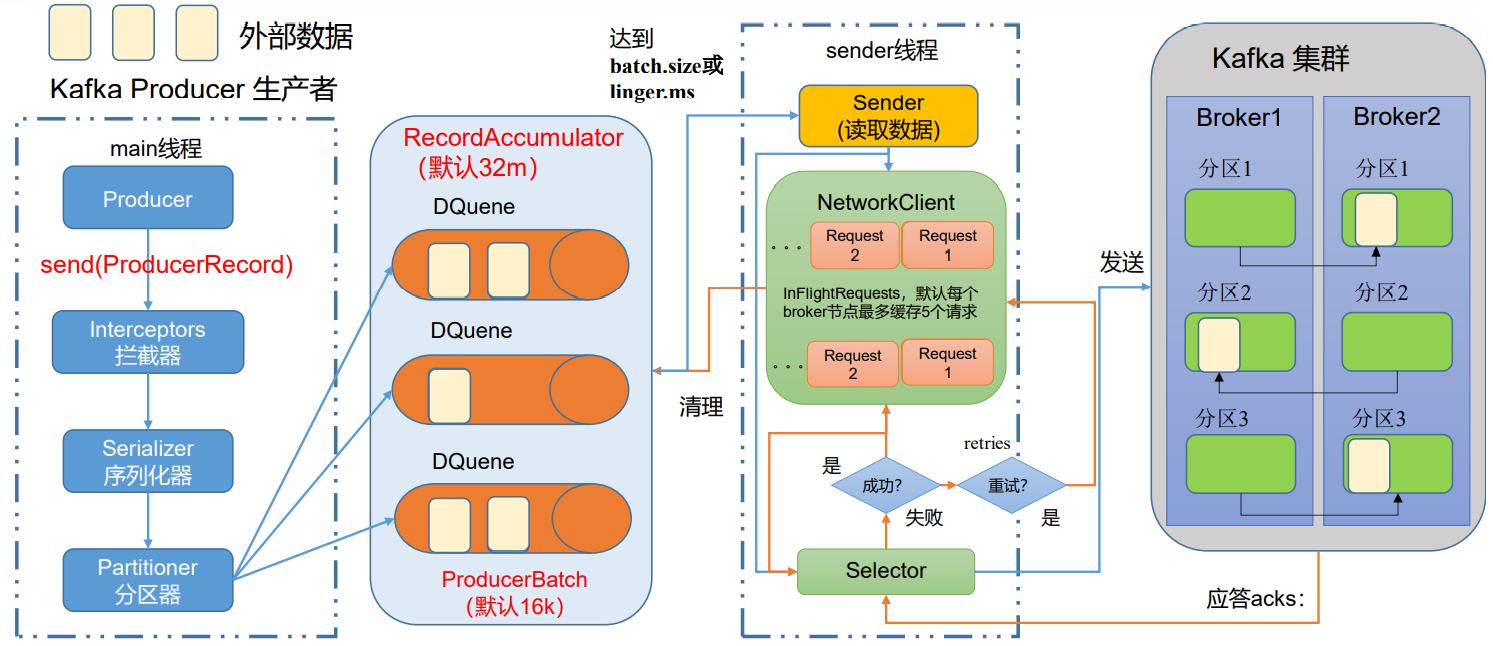 外部数据
Kafka Producer 生产者
main线程
Producer
send(ProducerRecord)
Interceptors
拦截器
Serializer
序列化器
Partitioner
分区器
RecordAccumulator
(默认32m)
DQuene
DQuene
DQuene
ProducerBatch
(默认16k)
达到
batch.size或
linger.ms
清理
sender线程
Sender
(读取数据)
NetworkClient
. . .
Request
2
Request
1
InFlightRequests，默认每个
broker节点最多缓存5个请求
. . .
Request
2
Request
1
是
成功？
失败
retries
重试？
是
Selector
发送
Kafka 集群
Broker1
分区1
分区2
分区3
Broker2
分区1
分区2
分区3
应答acks：